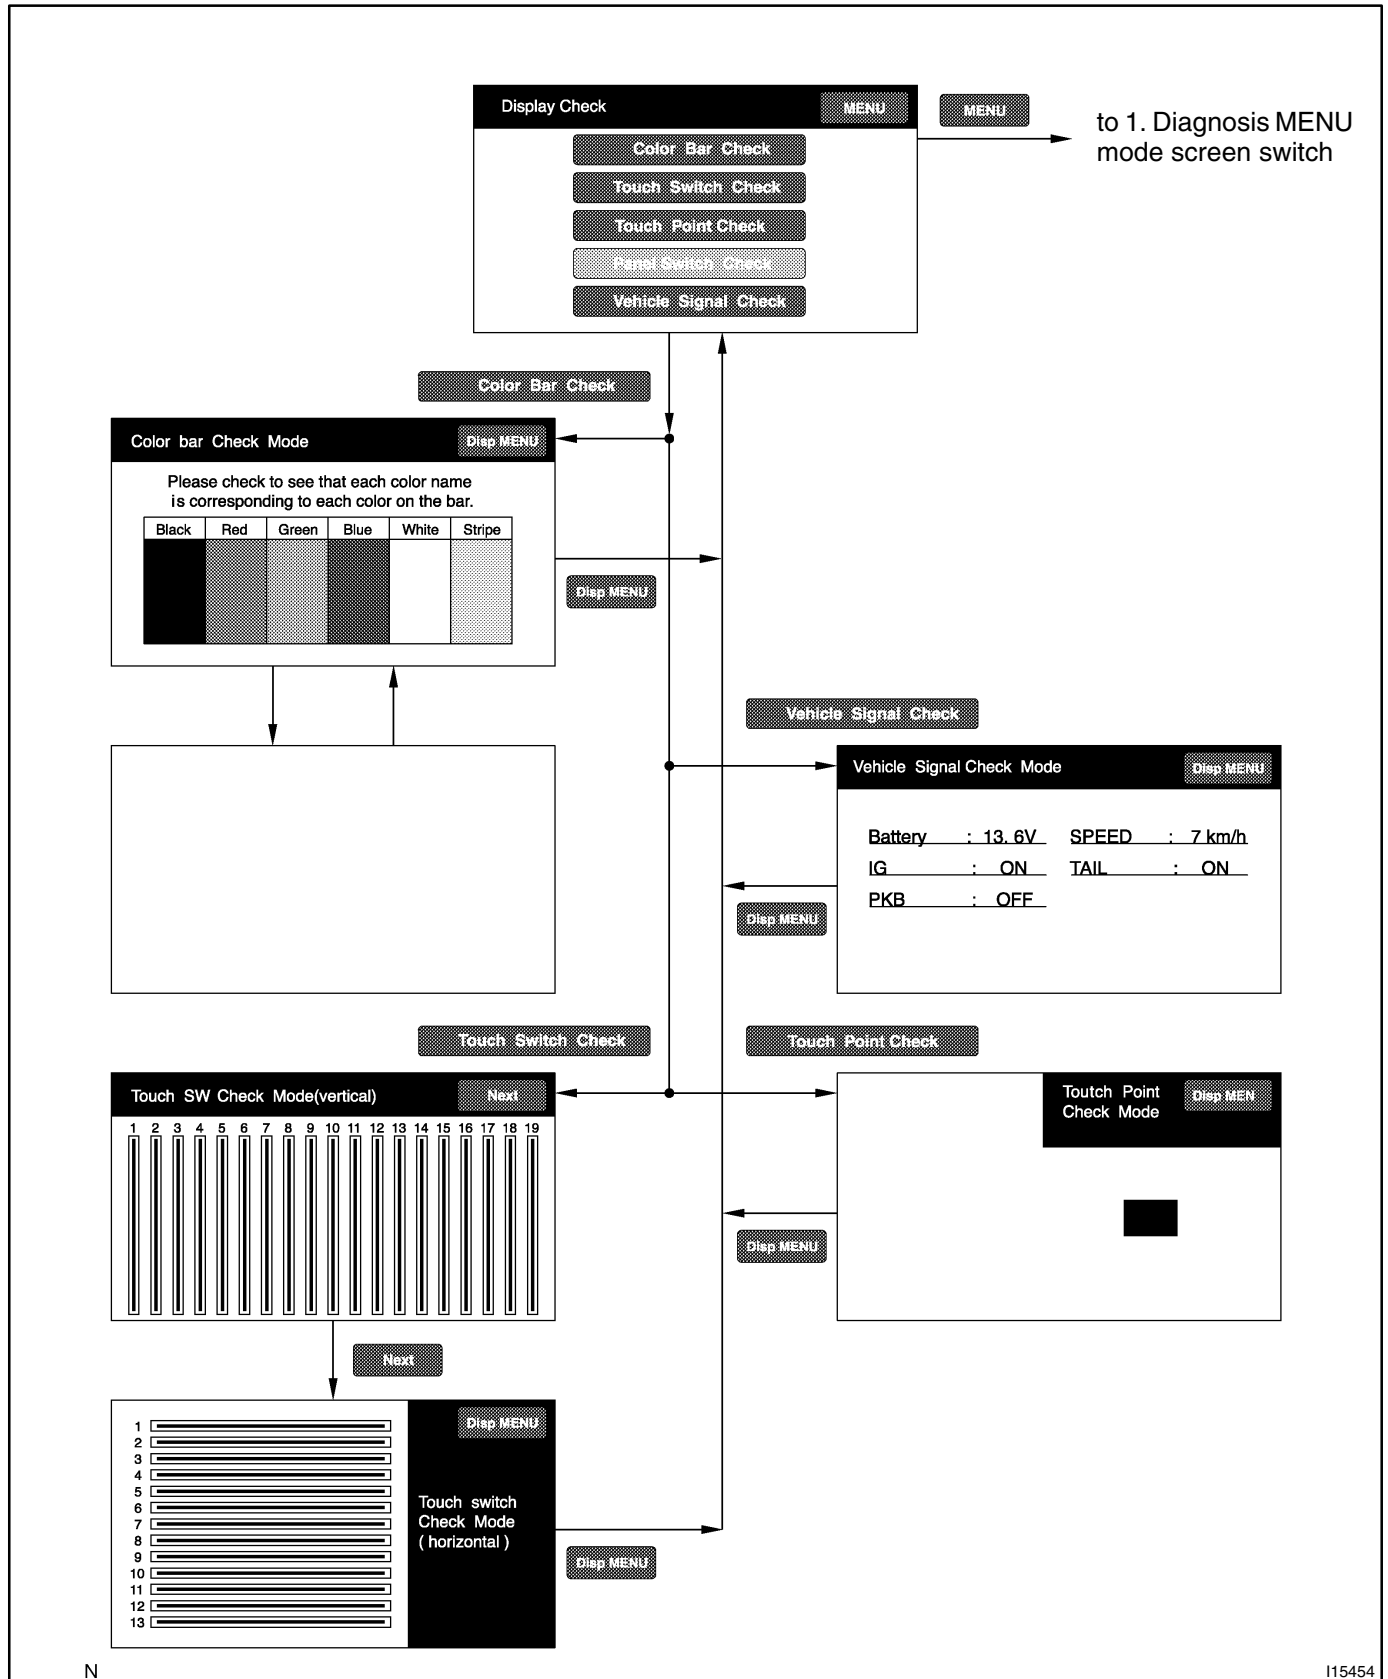 Display Check MENU
MENU
to 1. Diagnosis MENU
mode screen switch
Color Bar Check
Touch Switch Check
Touch Point Check
Panel Switch Check
Vehicle Signal Check
Color Bar Check
Color bar Check Mode Disp MENU
Please check to see that each color name
is corresponding to each color on the bar.
Black Red Green Blue White Stripe
Disp MENU
Vehicle Signal Check
Vehicle Signal Check Mode Disp MENU
Battery : 13. 6V SPEED : 7 km/h
IG : ON TAIL : ON
PKB : OFF
Disp MENU
Touch Switch Check
Touch Point Check
Touch SW Check Mode(vertical) Next
1 2 3 4 5 6 7 8 9 10 11 12 13 14 15 16 17 18 19
Toutch Point Disp MEN
Check Mode
Disp MENU
Next
Disp MENU
1
2
3
4
5
6
7
8
9
10
11
12
13
Touch switch
Check Mode
( horizontal )
Disp MENU
N
I15454